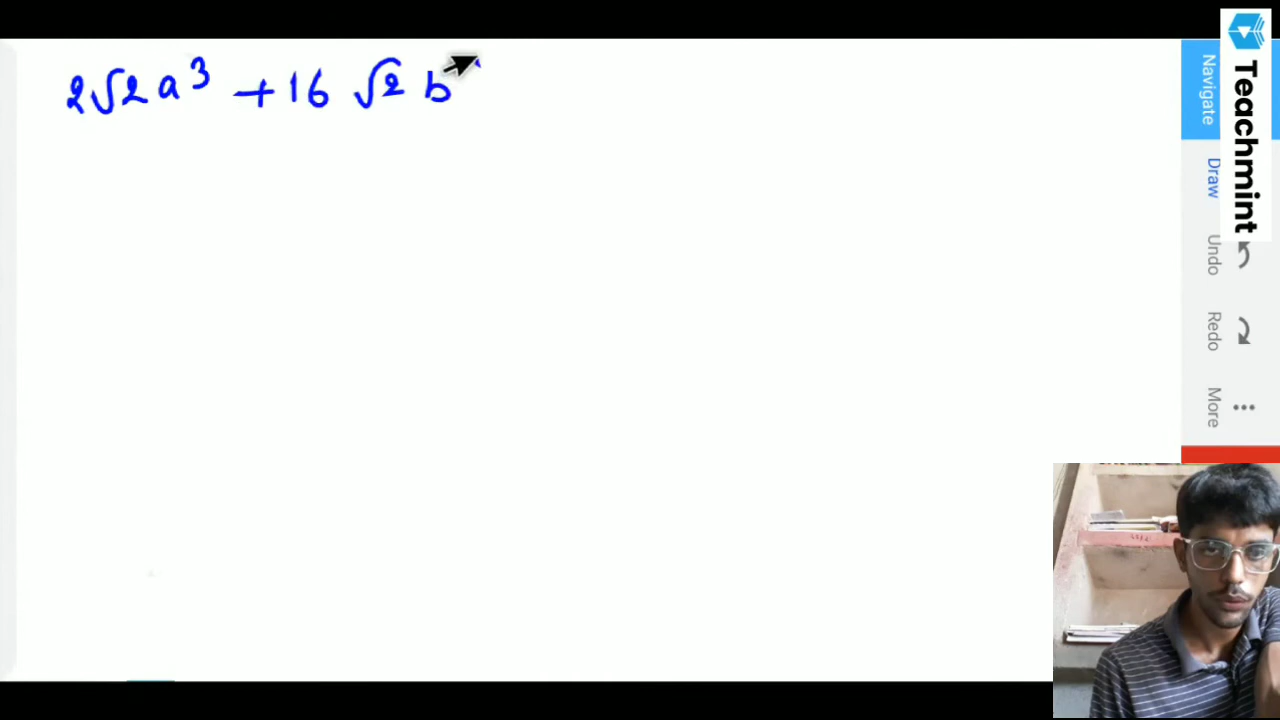 2√2 a³ + 16 √2 b
Teachmint
Navigate
Draw
Undo
Redo
More